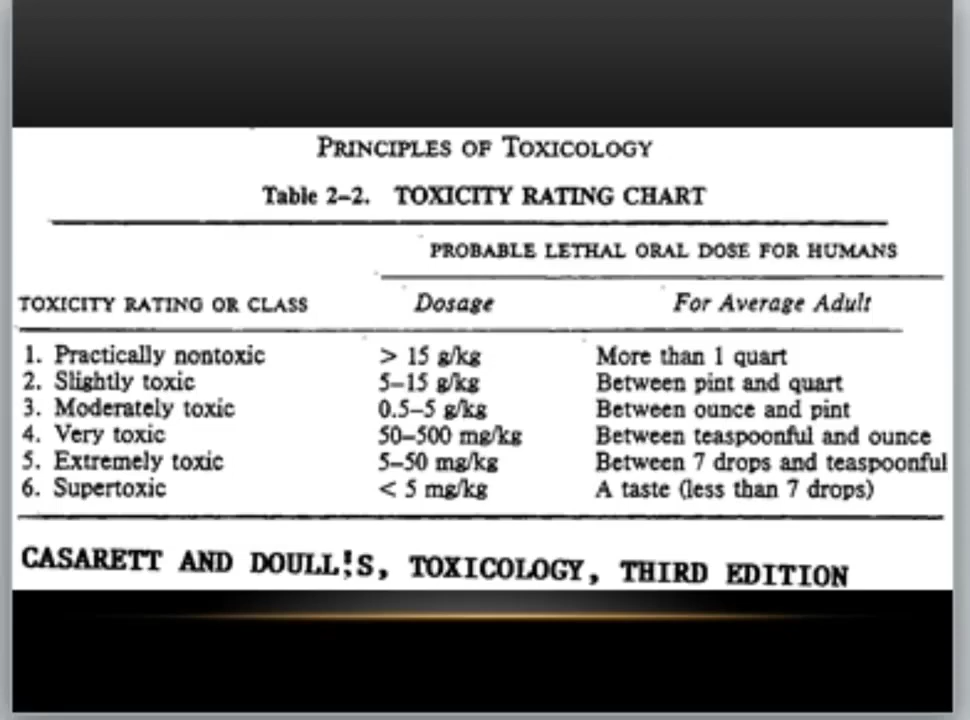 PRINCIPLES OF TOXICOLOGY
Table 2–2. TOXICITY RATING CHART
PROBABLE LETHAL ORAL DOSE FOR HUMANS
TOXICITY RATING OR CLASS Dosage For Average Adult
1. Practically nontoxic > 15 g/kg More than 1 quart
2. Slightly toxic 5–15 g/kg Between pint and quart
3. Moderately toxic 0.5–5 g/kg Between ounce and pint
4. Very toxic 50–500 mg/kg Between teaspoonful and ounce
5. Extremely toxic 5–50 mg/kg Between 7 drops and teaspoonful
6. Supertoxic < 5 mg/kg A taste (less than 7 drops)
CASARETT AND DOULL!S, TOXICOLOGY, THIRD EDITION